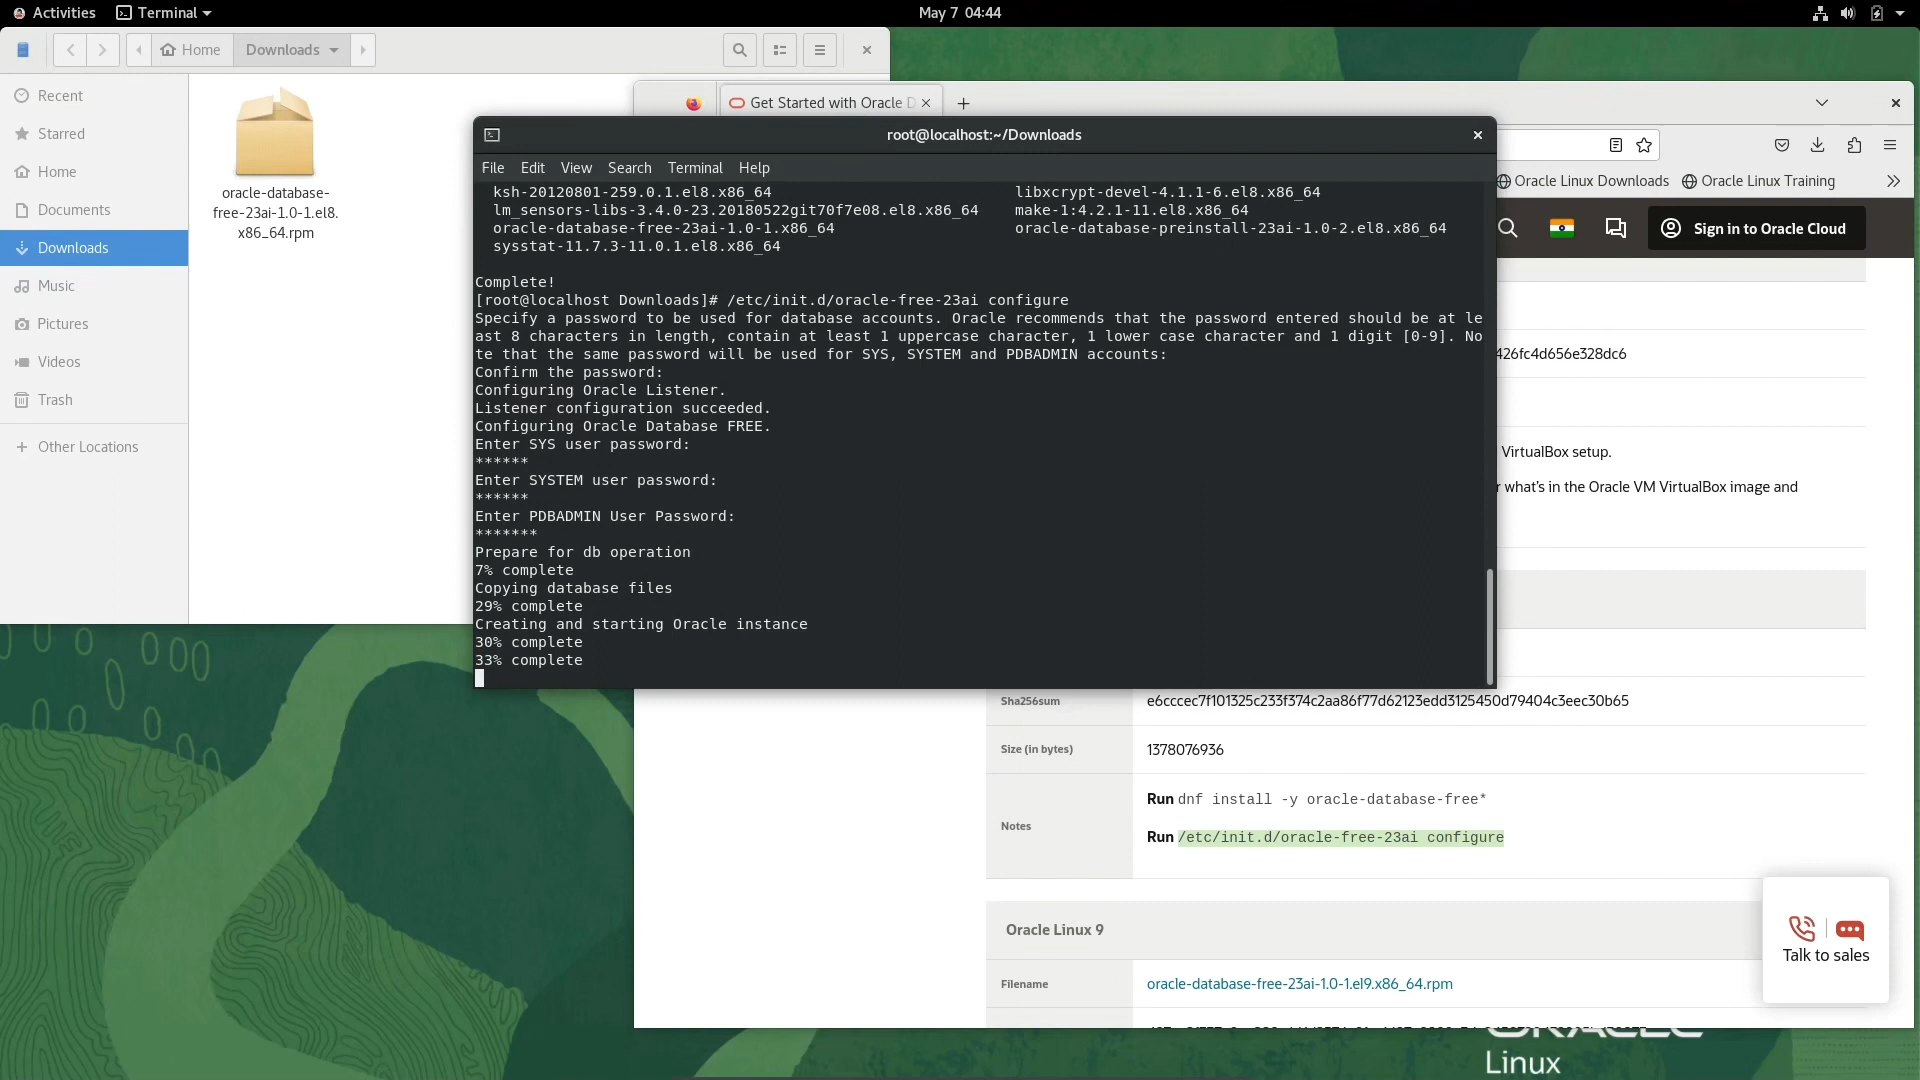 Activities
Terminal
May 7 04:44
Home
Downloads
Recent
Starred
Home
Documents
Downloads
Music
Pictures
Videos
Trash
Other Locations
oracle-database-
free-23ai-1.0-1.el8.
x86_64.rpm
Get Started with Oracle D
Oracle Linux Downloads
Oracle Linux Training
Sign in to Oracle Cloud
root@localhost:~/Downloads
File Edit View Search Terminal Help
ksh-20120801-259.0.1.el8.x86_64 libxcrypt-devel-4.1.1-6.el8.x86_64
lm_sensors-libs-3.4.0-23.20180522git70f7e08.el8.x86_64 make-1:4.2.1-11.el8.x86_64
oracle-database-free-23ai-1.0-1.x86_64 oracle-database-preinstall-23ai-1.0-2.el8.x86_64
sysstat-11.7.3-11.0.1.el8.x86_64
Complete!
[root@localhost Downloads]# /etc/init.d/oracle-free-23ai configure
Specify a password to be used for database accounts. Oracle recommends that the password entered should be at le
ast 8 characters in length, contain at least 1 uppercase character, 1 lower case character and 1 digit [0-9]. No
te that the same password will be used for SYS, SYSTEM and PDBADMIN accounts:
Confirm the password:
Configuring Oracle Listener.
Listener configuration succeeded.
Configuring Oracle Database FREE.
Enter SYS user password:
******
Enter SYSTEM user password:
******
Enter PDBADMIN User Password:
*******
Prepare for db operation
7% complete
Copying database files
29% complete
Creating and starting Oracle instance
30% complete
33% complete
426fc4d656e328dc6
VirtualBox setup.
r what's in the Oracle VM VirtualBox image and
Sha256sum
e6cccec7f101325c233f374c2aa86f77d62123edd3125450d79404c3eec30b65
Size (in bytes)
1378076936
Notes
Run dnf install -y oracle-database-free*
Run /etc/init.d/oracle-free-23ai configure
Oracle Linux 9
Filename
oracle-database-free-23ai-1.0-1.el9.x86_64.rpm
Talk to sales
ORACLE
Linux